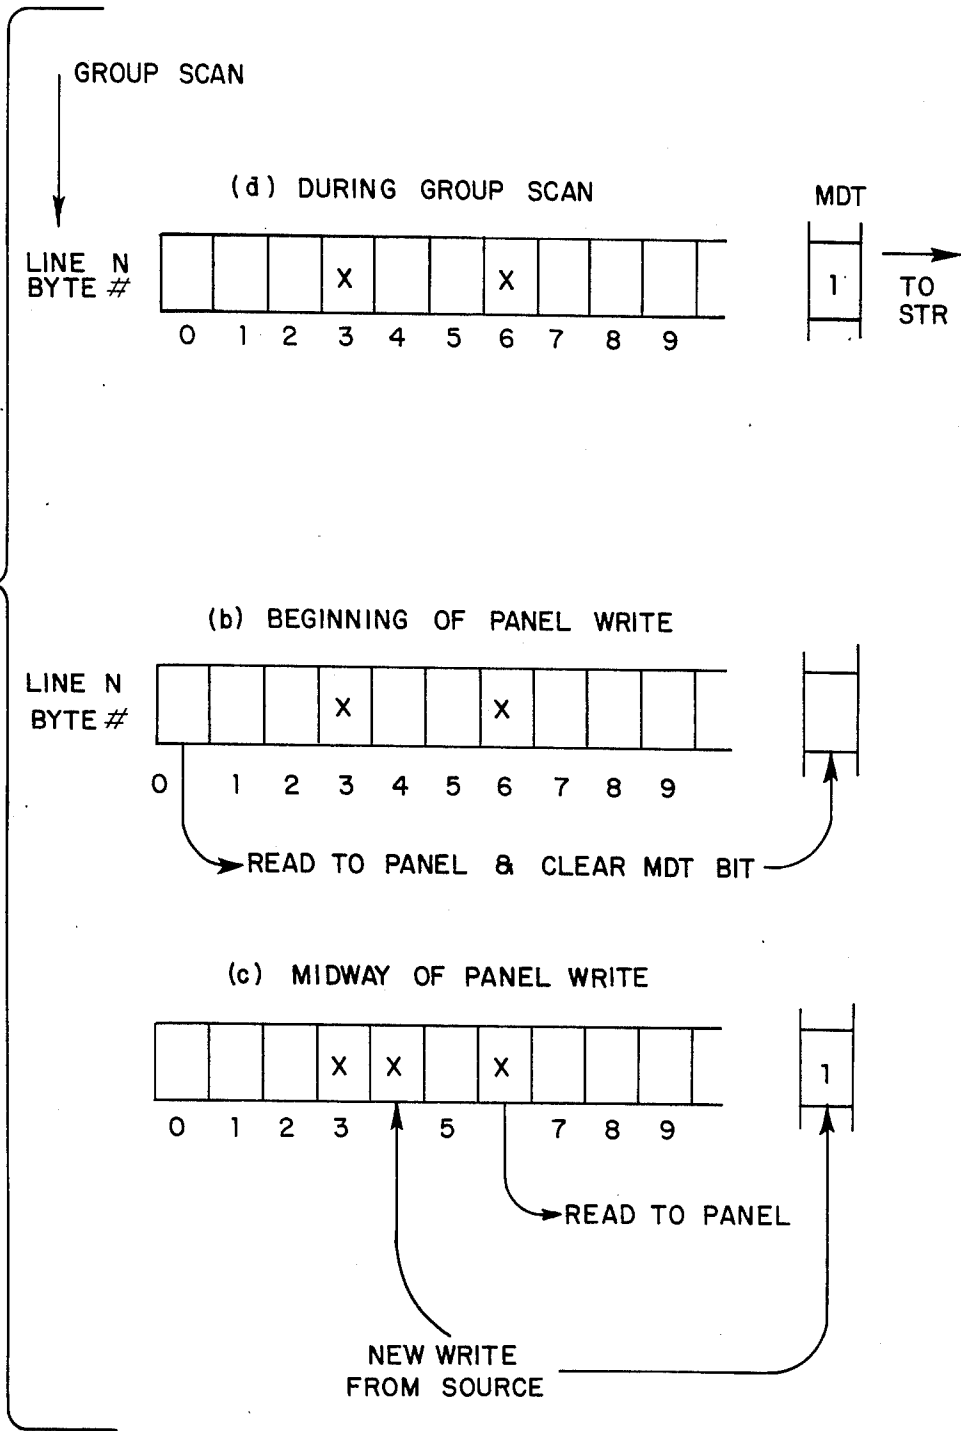 GROUP SCAN
(d) DURING GROUP SCAN
MDT
LINE N
BYTE #
X X
1
TO
STR
0 1 2 3 4 5 6 7 8 9
(b) BEGINNING OF PANEL WRITE
LINE N
BYTE #
X X
0 1 2 3 4 5 6 7 8 9
READ TO PANEL & CLEAR MDT BIT
(c) MIDWAY OF PANEL WRITE
X X X
1
0 1 2 3 5 7 8 9
READ TO PANEL
NEW WRITE
FROM SOURCE